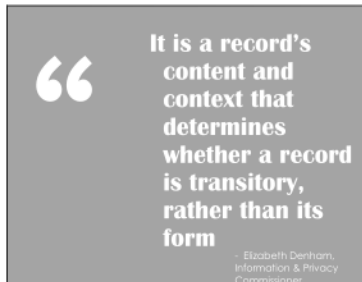 “
It is a record’s
content and
context that
determines
whether a record
is transitory,
rather than its
form
- Elizabeth Denham,
Information & Privacy
Commissioner